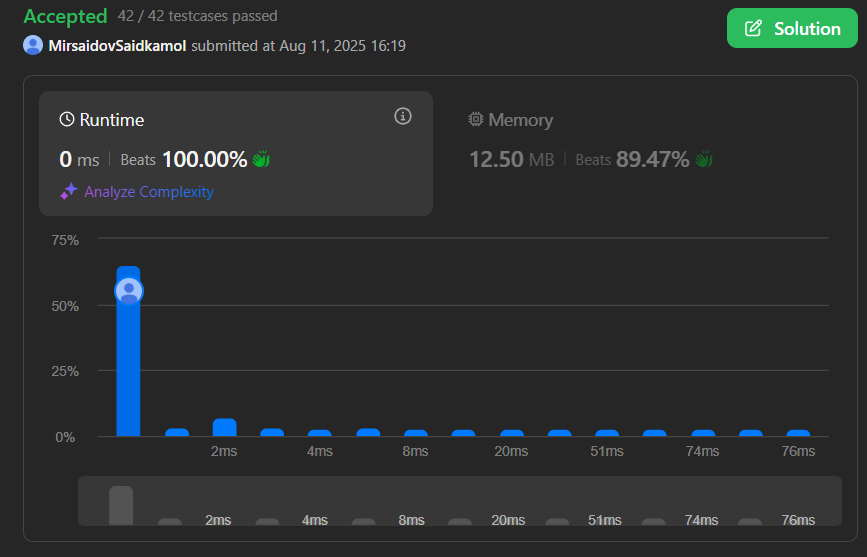 Accepted 42 / 42 testcases passed
Solution
MirsaidovSaidkamol submitted at Aug 11, 2025 16:19
Runtime
0 ms | Beats 100.00%
Analyze Complexity
Memory
12.50 MB | Beats 89.47%
75%
50%
25%
0%
2ms 4ms 8ms 20ms 51ms 74ms 76ms
2ms 4ms 8ms 20ms 51ms 74ms 76ms